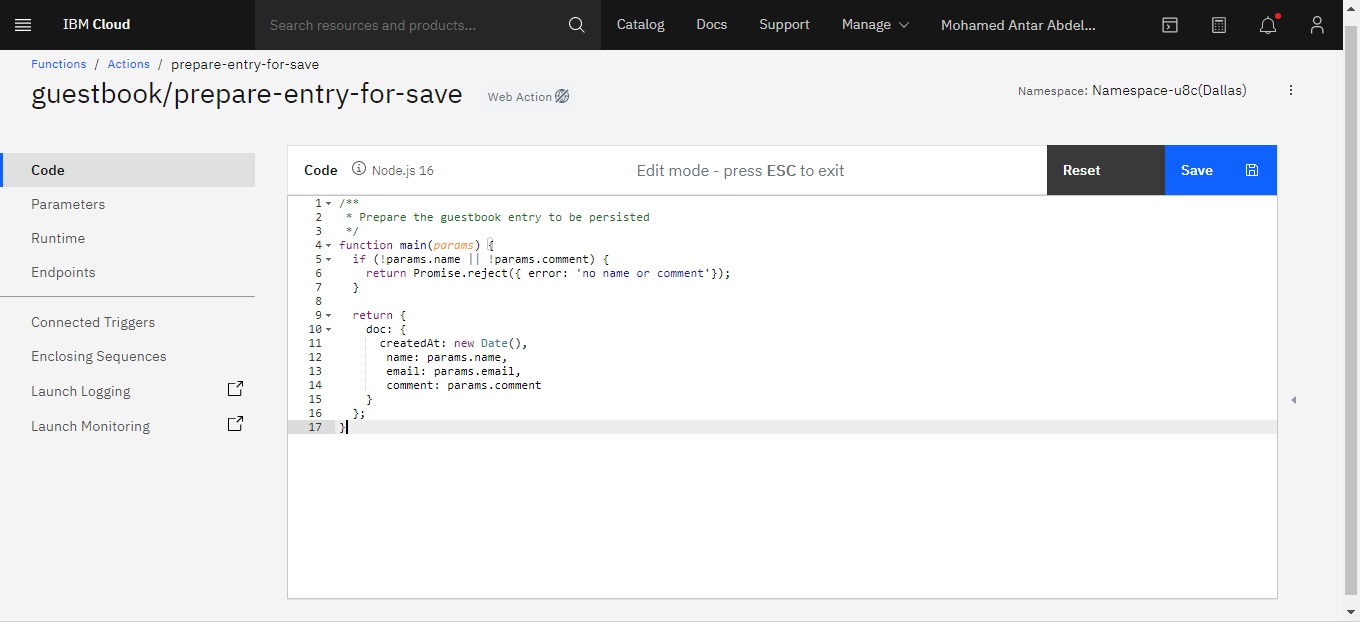 IBM Cloud
Search resources and products...
Catalog
Docs
Support
Manage
Mohamed Antar Abdel...
Functions / Actions / prepare-entry-for-save
guestbook/prepare-entry-for-save
Web Action
Namespace: Namespace-u8c(Dallas)
Code
Parameters
Runtime
Endpoints
Connected Triggers
Enclosing Sequences
Launch Logging
Launch Monitoring
Code
Node.js 16
Edit mode - press ESC to exit
Reset
Save
1 /**
2 * Prepare the guestbook entry to be persisted
3 */
4 function main(params) {
5 if (!params.name || !params.comment) {
6 return Promise.reject({ error: 'no name or comment'});
7 }
8
9 return {
10 doc: {
11 createdAt: new Date(),
12 name: params.name,
13 email: params.email,
14 comment: params.comment
15 }
16 };
17 }